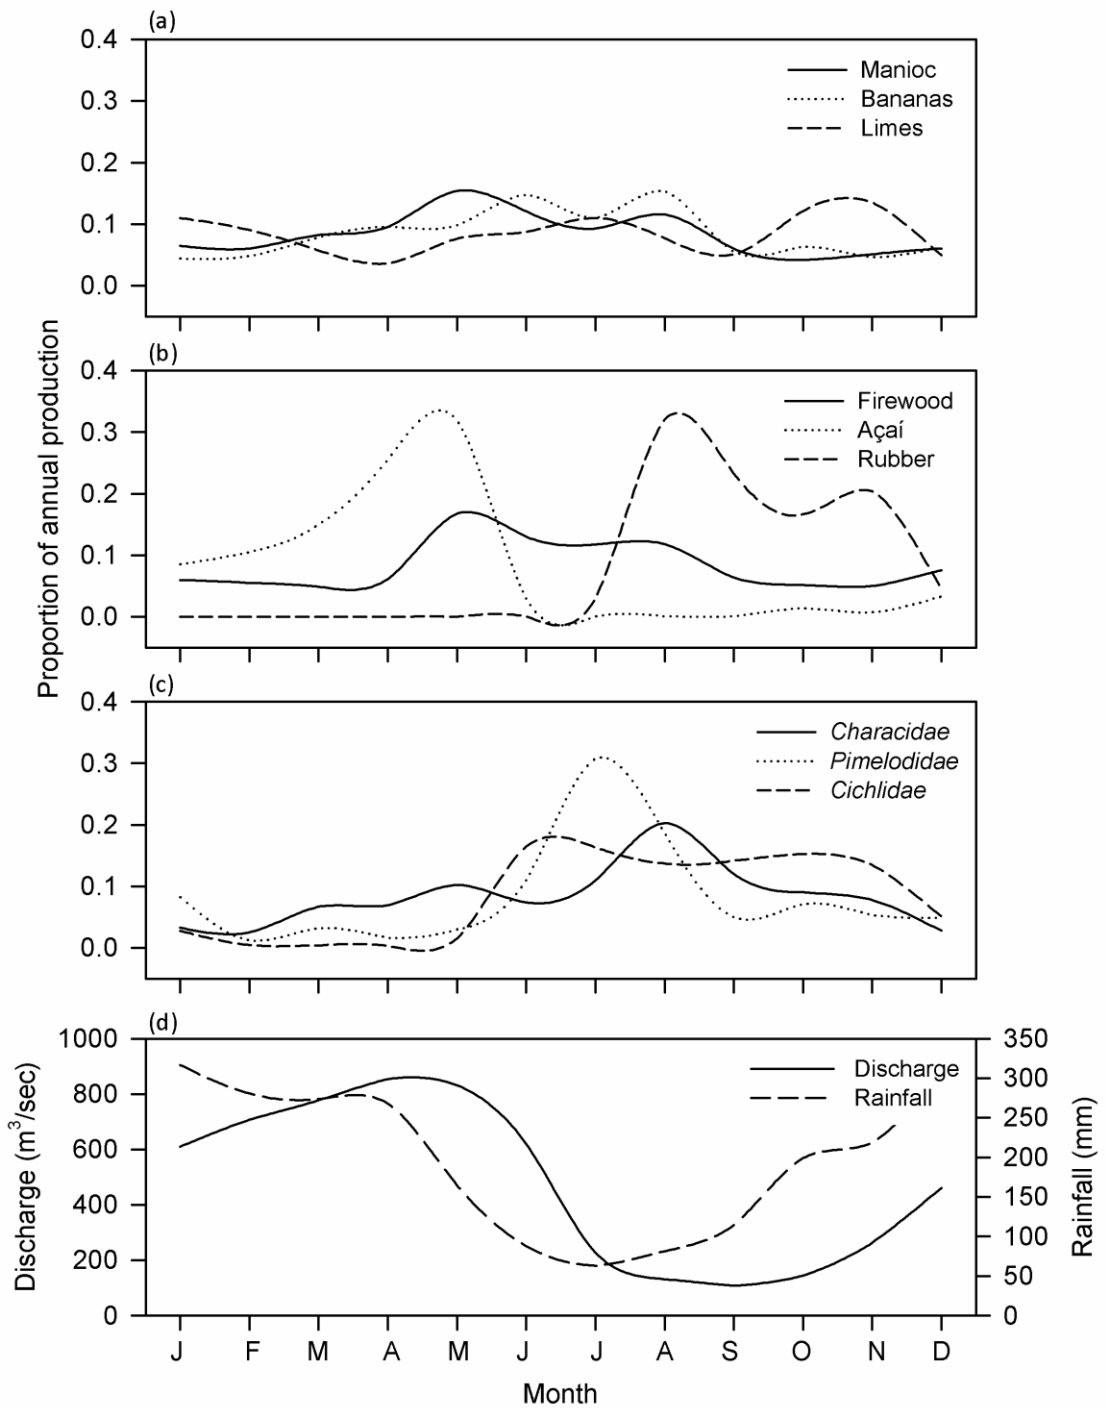 (a)
0.4
0.3
0.2
0.1
0.0
Manioc
Bananas
Limes
Proportion of annual production
(b)
0.4
0.3
0.2
0.1
0.0
Firewood
Açaí
Rubber
(c)
0.4
0.3
0.2
0.1
0.0
Characidae
Pimelodidae
Cichlidae
(d)
Discharge (m³/sec)
1000
800
600
400
200
0
Discharge
Rainfall
350
300
250
200
150
100
50
0
Rainfall (mm)
J F M A M J J A S O N D
Month